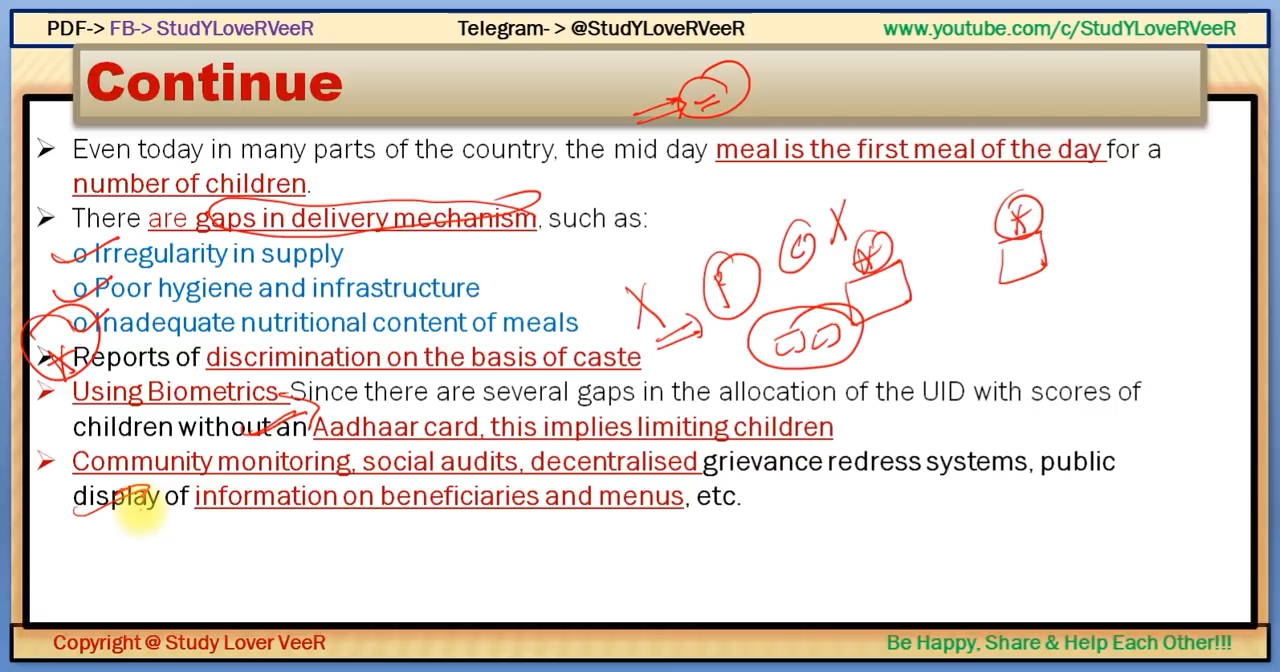 PDF-> FB-> StudYLoveRVeeR Telegram- > @StudYLoveRVeeR www.youtube.com/c/StudYLoveRVeeR
Continue
➤ Even today in many parts of the country, the mid day meal is the first meal of the day for a
number of children.
➤ There are gaps in delivery mechanism, such as:
o Irregularity in supply
o Poor hygiene and infrastructure
o Inadequate nutritional content of meals
➤ Reports of discrimination on the basis of caste
➤ Using Biometrics-Since there are several gaps in the allocation of the UID with scores of
children without an Aadhaar card, this implies limiting children
➤ Community monitoring, social audits, decentralised grievance redress systems, public
display of information on beneficiaries and menus, etc.
Copyright @ Study Lover VeeR Be Happy, Share & Help Each Other!!!